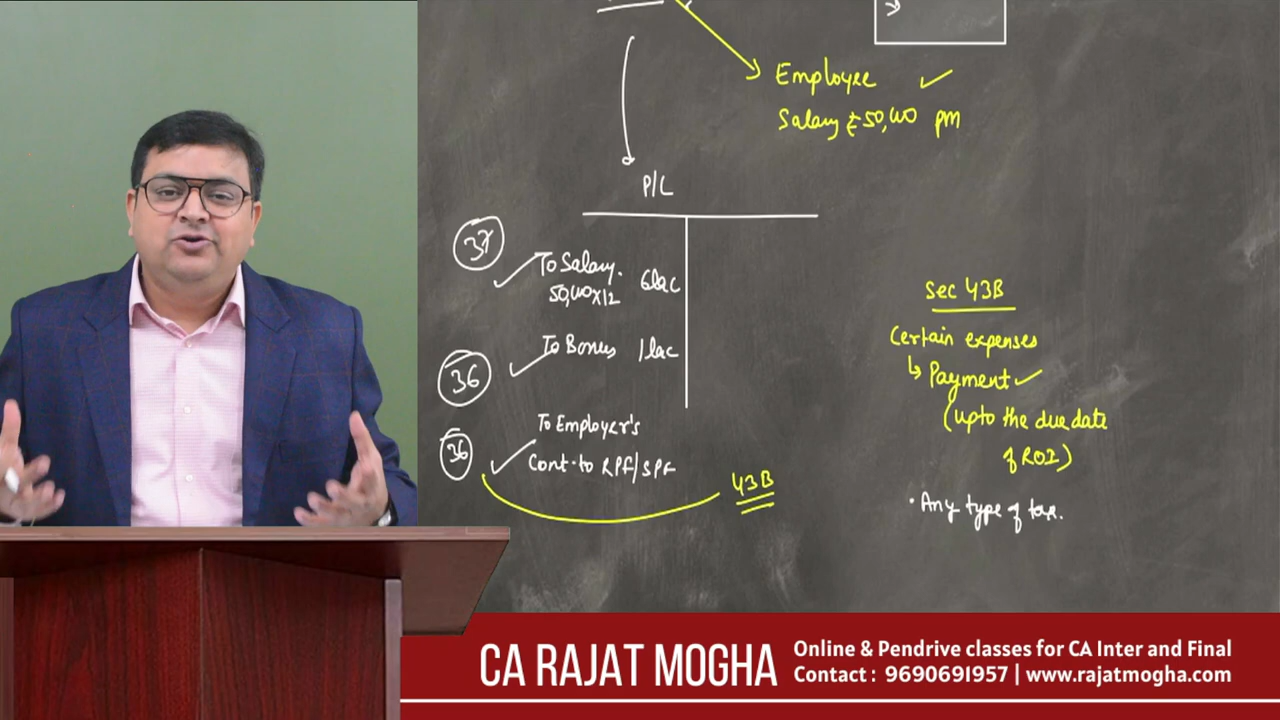 Employee
Salary ₹50,000 pm
P/L
37
To Salary. 6lac
50,000x12
To Bonus 1lac
36
To Employer's
36
Cont. to RPF/SPF
43B
Sec 43B
Certain expenses
Payment
(upto the due date
of ROI)
• Any type of tax.
CA RAJAT MOGHA
Online & Pendrive classes for CA Inter and Final
Contact : 9690691957 | www.rajatmogha.com